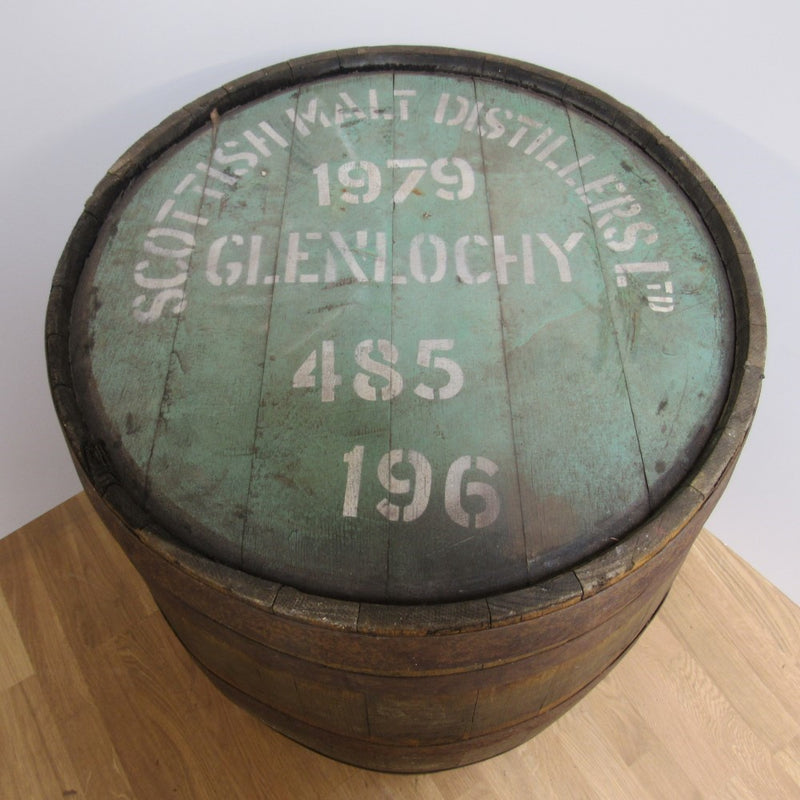 SCOTTISH MALT DISTILLERS LTD
1979
GLENLOCHY
485
196